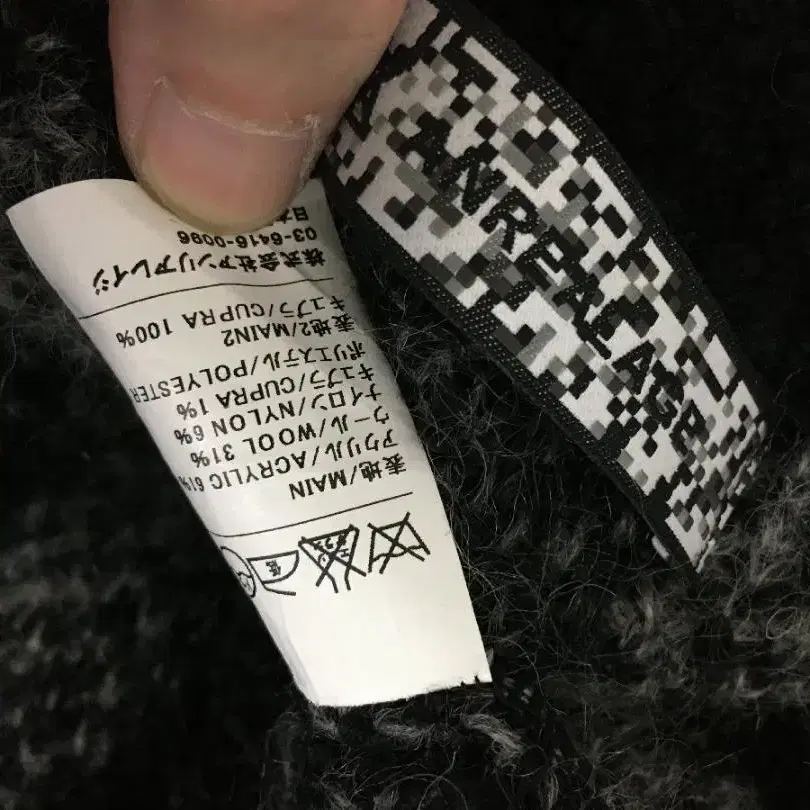 ANREALAGE
表地/MAIN
アクリル/ACRYLIC 61%
ウール/WOOL 31%
ナイロン/NYLON 6%
キュプラ/CUPRA 1%
ポリエステル/POLYESTER
表地2/MAIN2
キュプラ/CUPRA 100%
株式会社アンリアレイジ
03-6416-0096
日本